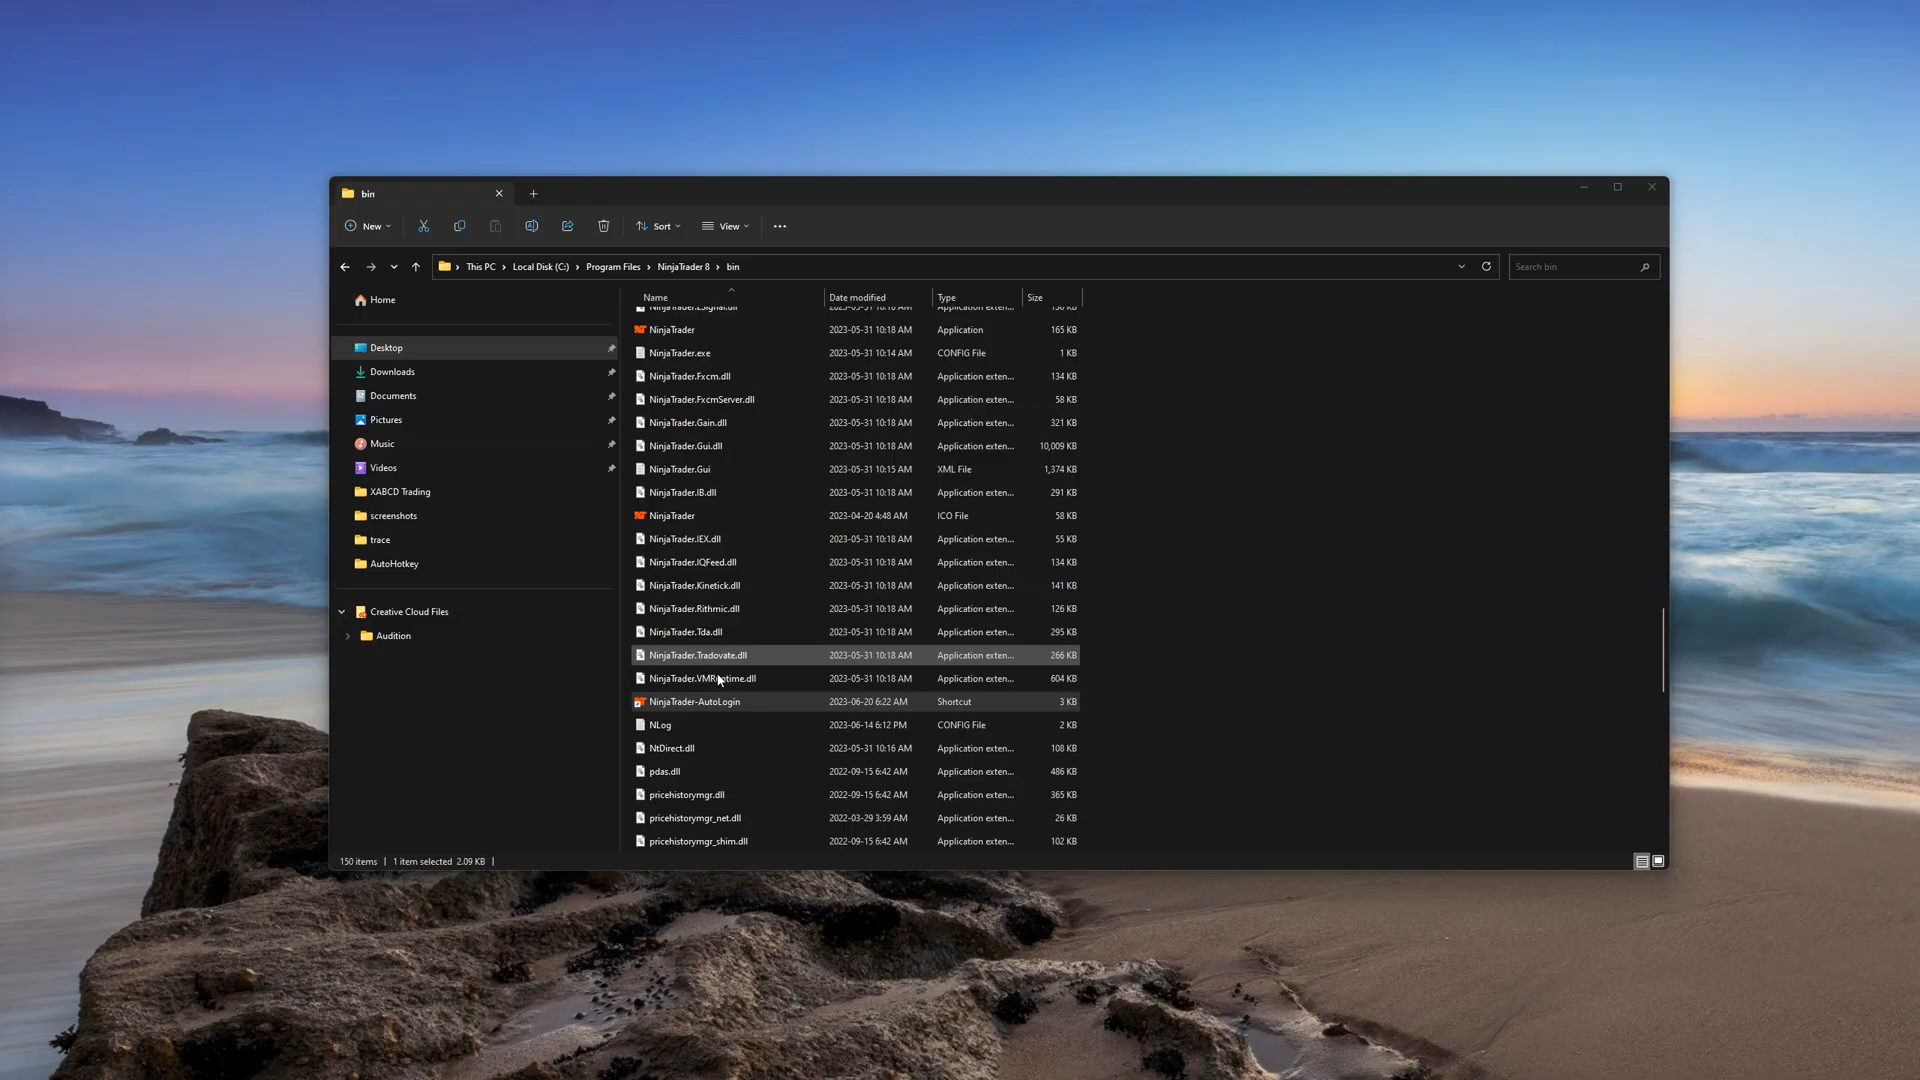 bin
New
Sort
View
This PC > Local Disk (C:) > Program Files > NinjaTrader 8 > bin
Search bin
Home
Desktop
Downloads
Documents
Pictures
Music
Videos
XABCD Trading
screenshots
trace
AutoHotkey
Creative Cloud Files
Audition
Name Date modified Type Size
NinjaTrader 2023-05-31 10:18 AM Application 165 KB
NinjaTrader.exe 2023-05-31 10:14 AM CONFIG File 1 KB
NinjaTrader.Fxcm.dll 2023-05-31 10:18 AM Application exten... 134 KB
NinjaTrader.FxcmServer.dll 2023-05-31 10:18 AM Application exten... 58 KB
NinjaTrader.Gain.dll 2023-05-31 10:18 AM Application exten... 321 KB
NinjaTrader.Gui.dll 2023-05-31 10:18 AM Application exten... 10,009 KB
NinjaTrader.Gui 2023-05-31 10:15 AM XML File 1,374 KB
NinjaTrader.IB.dll 2023-05-31 10:18 AM Application exten... 291 KB
NinjaTrader 2023-04-20 4:48 AM ICO File 58 KB
NinjaTrader.IEX.dll 2023-05-31 10:18 AM Application exten... 55 KB
NinjaTrader.IQFeed.dll 2023-05-31 10:18 AM Application exten... 134 KB
NinjaTrader.Kinetick.dll 2023-05-31 10:18 AM Application exten... 141 KB
NinjaTrader.Rithmic.dll 2023-05-31 10:18 AM Application exten... 126 KB
NinjaTrader.Tda.dll 2023-05-31 10:18 AM Application exten... 295 KB
NinjaTrader.Tradovate.dll 2023-05-31 10:18 AM Application exten... 266 KB
NinjaTrader.VMRuntime.dll 2023-05-31 10:18 AM Application exten... 604 KB
NinjaTrader-AutoLogin 2023-06-20 6:22 AM Shortcut 3 KB
NLog 2023-06-14 6:12 PM CONFIG File 2 KB
NtDirect.dll 2023-05-31 10:16 AM Application exten... 108 KB
pdas.dll 2022-09-15 6:42 AM Application exten... 486 KB
pricehistorymgr.dll 2022-09-15 6:42 AM Application exten... 365 KB
pricehistorymgr_net.dll 2022-03-29 3:59 AM Application exten... 26 KB
pricehistorymgr_shim.dll 2022-09-15 6:42 AM Application exten... 102 KB
150 items | 1 item selected 2.09 KB |